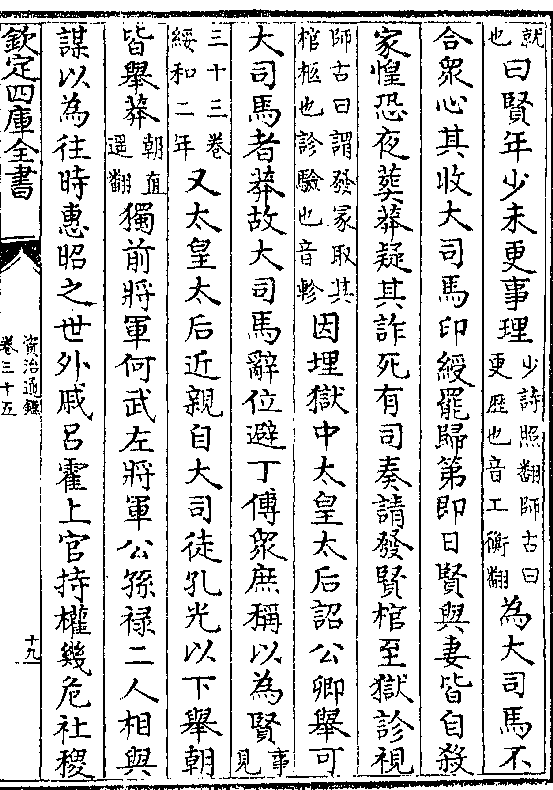 就也曰賢年少未更事理少詩照翻師古曰更歴也音工衡翻為大司馬不
合衆心其收大司馬印綬罷歸第即日賢與妻皆自殺
家惶恐夜葬莽疑其詐死有司奏請發賢棺至獄診視
師古曰謂發冢取其棺柩也診驗也音軫因埋獄中太皇太后詔公卿舉可
大司馬者莽故大司馬辭位避丁傅衆庶稱以為賢事見
三十三卷綏和二年又太皇太后近親自大司徒孔光以下舉朝
皆舉莽朝直遥翻獨前將軍何武左將軍公孫禄二人相與
謀以為往時惠昭之世外戚吕霍上官持權幾危社稷
欽定四庫全書
資治通鑑
卷三十五
十九